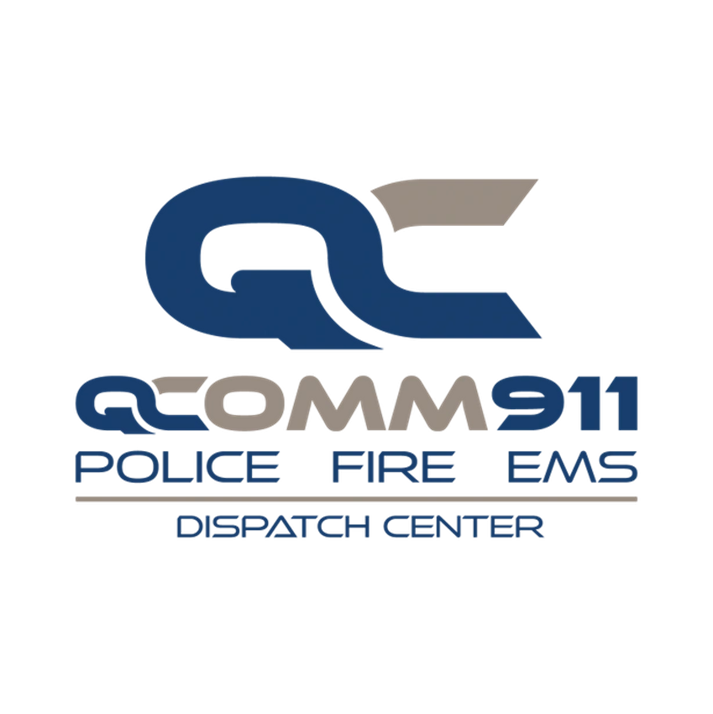 QC
QCOMM911
POLICE FIRE EMS
DISPATCH CENTER